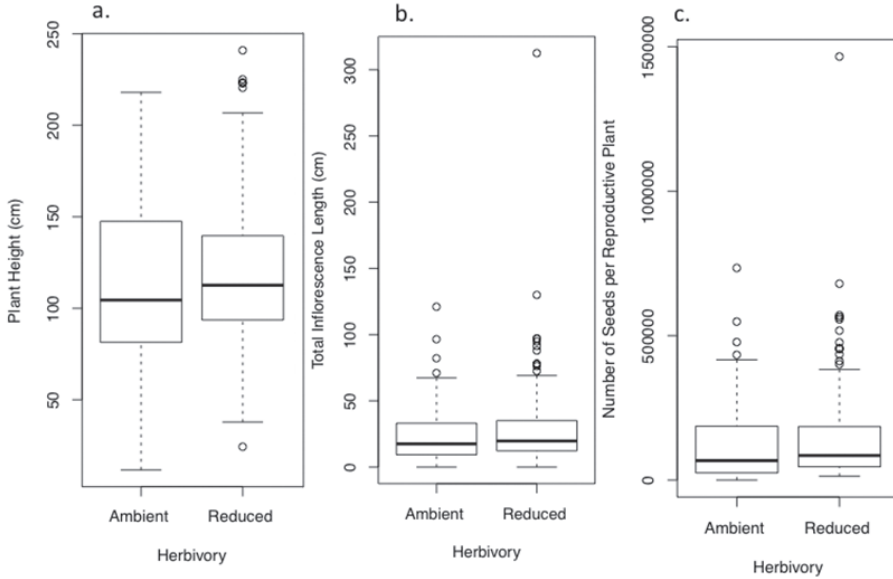 a.
Plant Height (cm)
250
200
150
100
50
Ambient
Reduced
Herbivory
b.
Total Inflorescence Length (cm)
300
250
200
150
100
50
0
Ambient
Reduced
Herbivory
c.
Number of Seeds per Reproductive Plant
1500000
1000000
500000
0
Ambient
Reduced
Herbivory